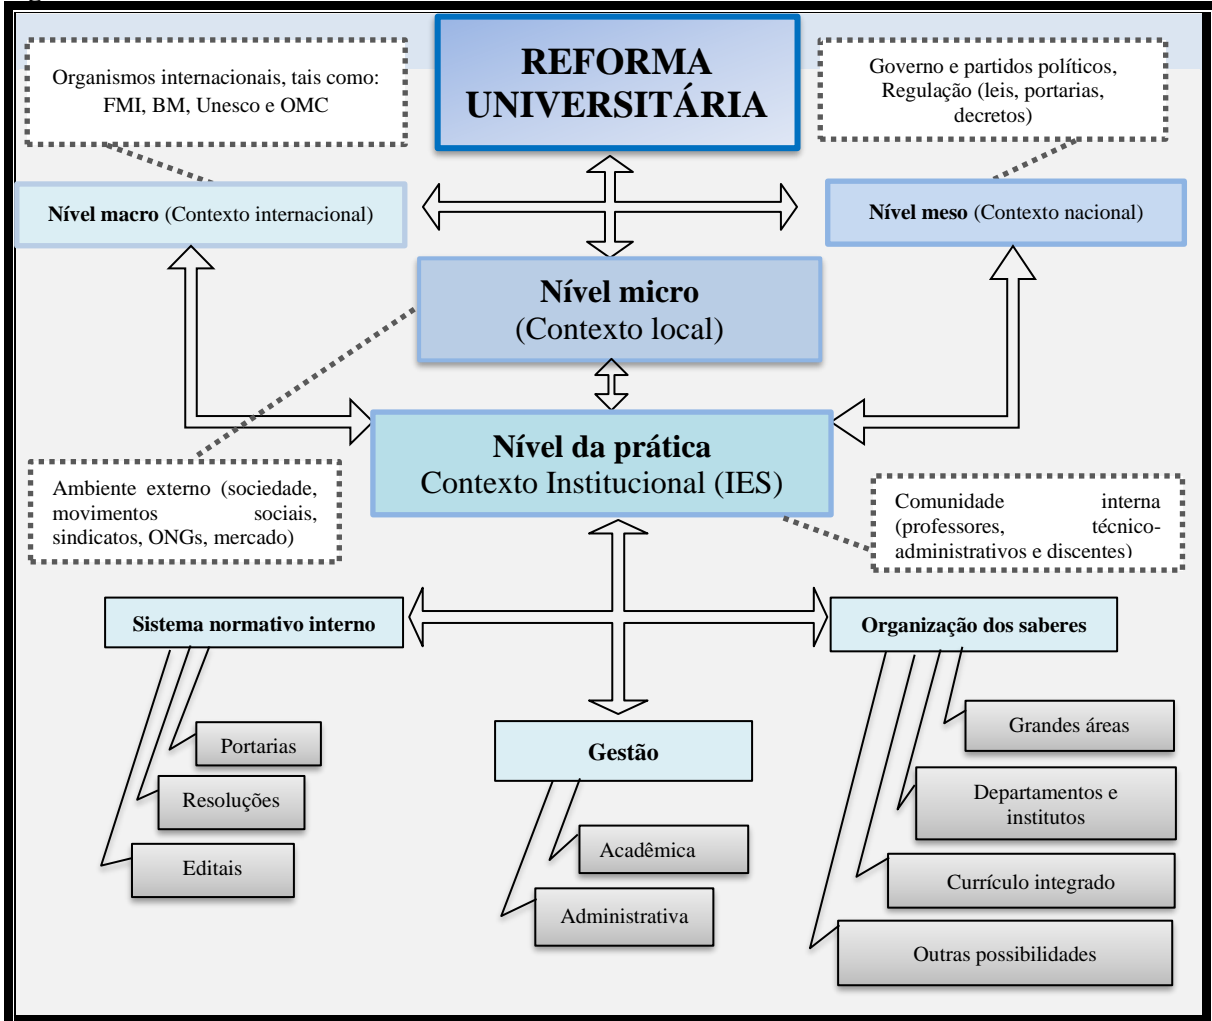 REFORMA
UNIVERSITÁRIA
Organismos internacionais, tais como:
FMI, BM, Unesco e OMC
Governo e partidos políticos,
Regulação (leis, portarias,
decretos)
Nível macro (Contexto internacional)
Nível meso (Contexto nacional)
Nível micro
(Contexto local)
Nível da prática
Contexto Institucional (IES)
Ambiente externo (sociedade,
movimentos sociais,
sindicatos, ONGs, mercado)
Comunidade interna
(professores, técnico-
administrativos e discentes)
Sistema normativo interno
Organização dos saberes
Portarias
Resoluções
Editais
Gestão
Acadêmica
Administrativa
Grandes áreas
Departamentos e
institutos
Currículo integrado
Outras possibilidades